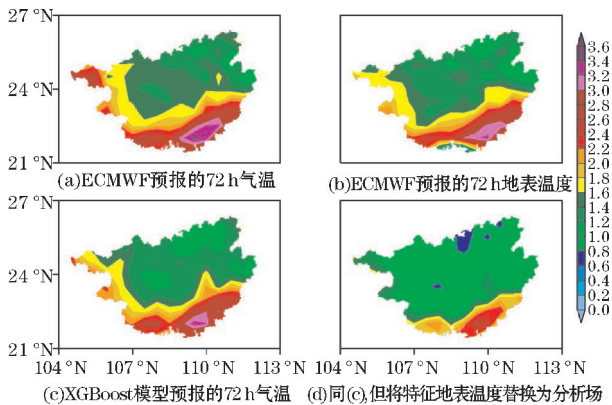 27 °N
24 °N
21 °N
(a)ECMWF预报的72 h气温
(b)ECMWF预报的72 h地表温度
27 °N
24 °N
21 °N
104 °E
107 °E
110 °E
113 °E
104 °E
107 °E
110 °E
113 °E
(c)XGBoost模型预报的72 h气温
(d)同(c),但将特征地表温度替换为分析场
3.6
3.4
3.2
3.0
2.8
2.6
2.4
2.2
2.0
1.8
1.6
1.4
1.2
1.0
0.8
0.6
0.4
0.2
0.0